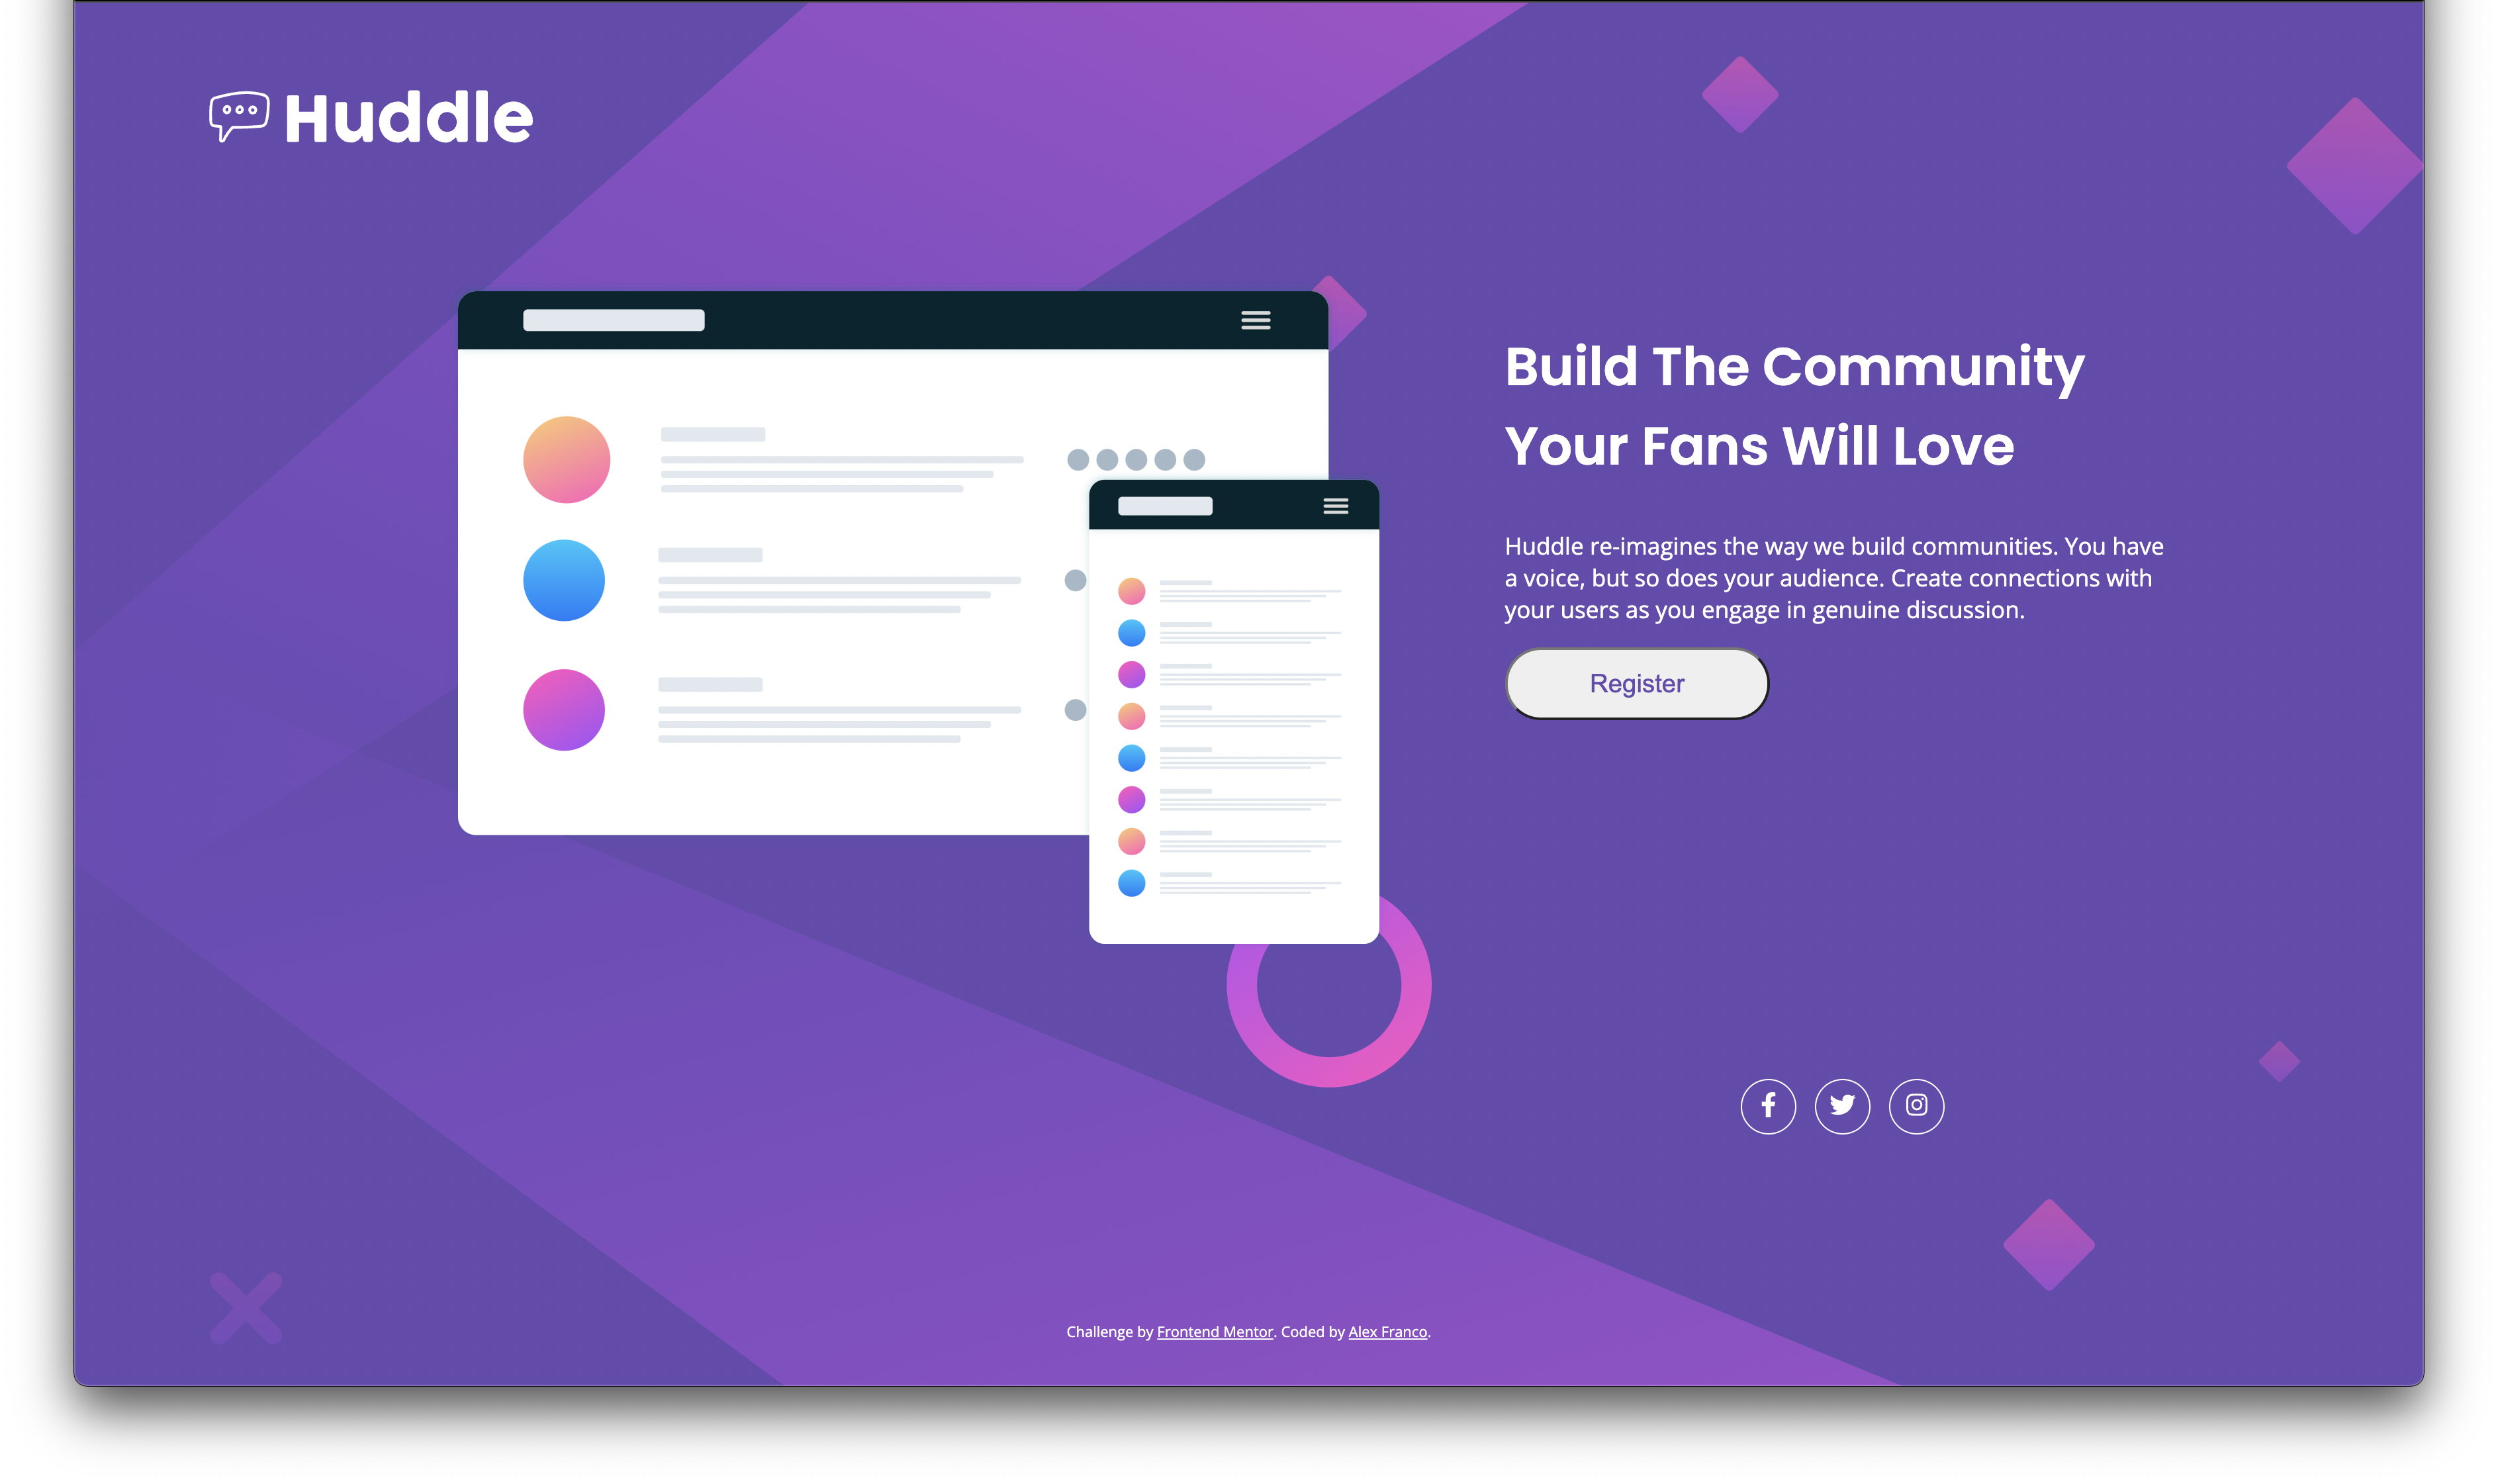 Huddle
Build The Community
Your Fans Will Love
Huddle re-imagines the way we build communities. You have
a voice, but so does your audience. Create connections with
your users as you engage in genuine discussion.
Register
Challenge by Frontend Mentor. Coded by Alex Franco.